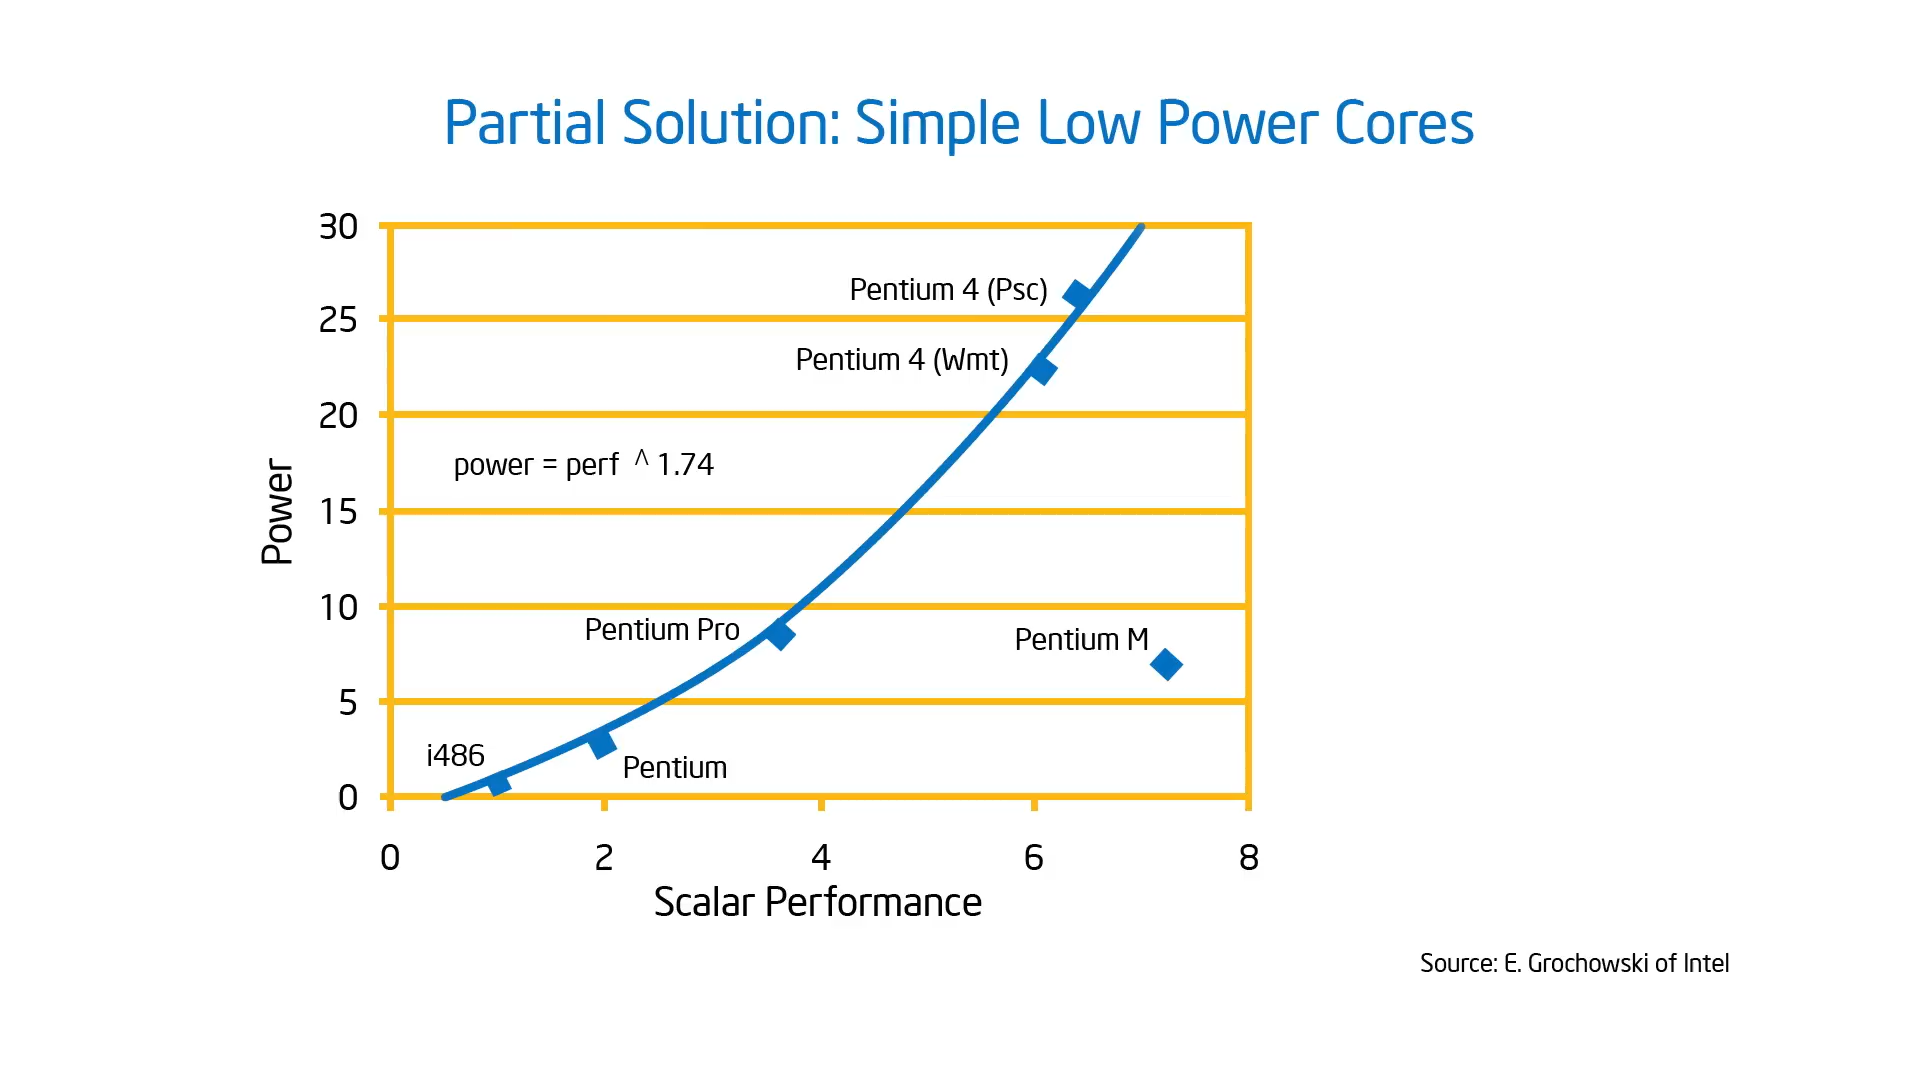 Partial Solution: Simple Low Power Cores
30
25
20
15
10
5
0
Power
Pentium 4 (Psc)
Pentium 4 (Wmt)
power = perf ^ 1.74
Pentium Pro
Pentium M
i486
Pentium
0 2 4 6 8
Scalar Performance
Source: E. Grochowski of Intel